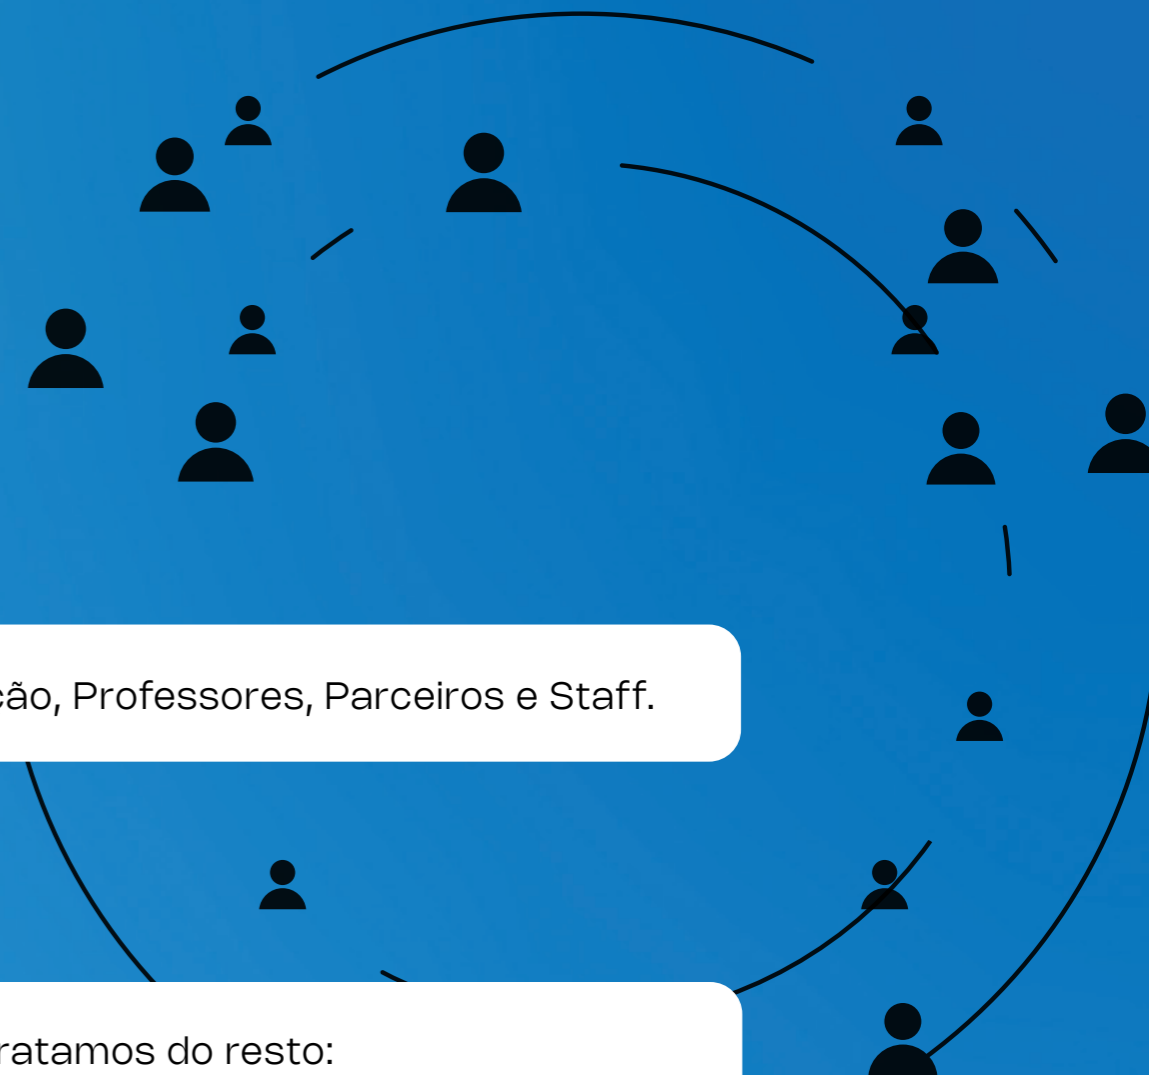 ção, Professores, Parceiros e Staff.
ratamos do resto: